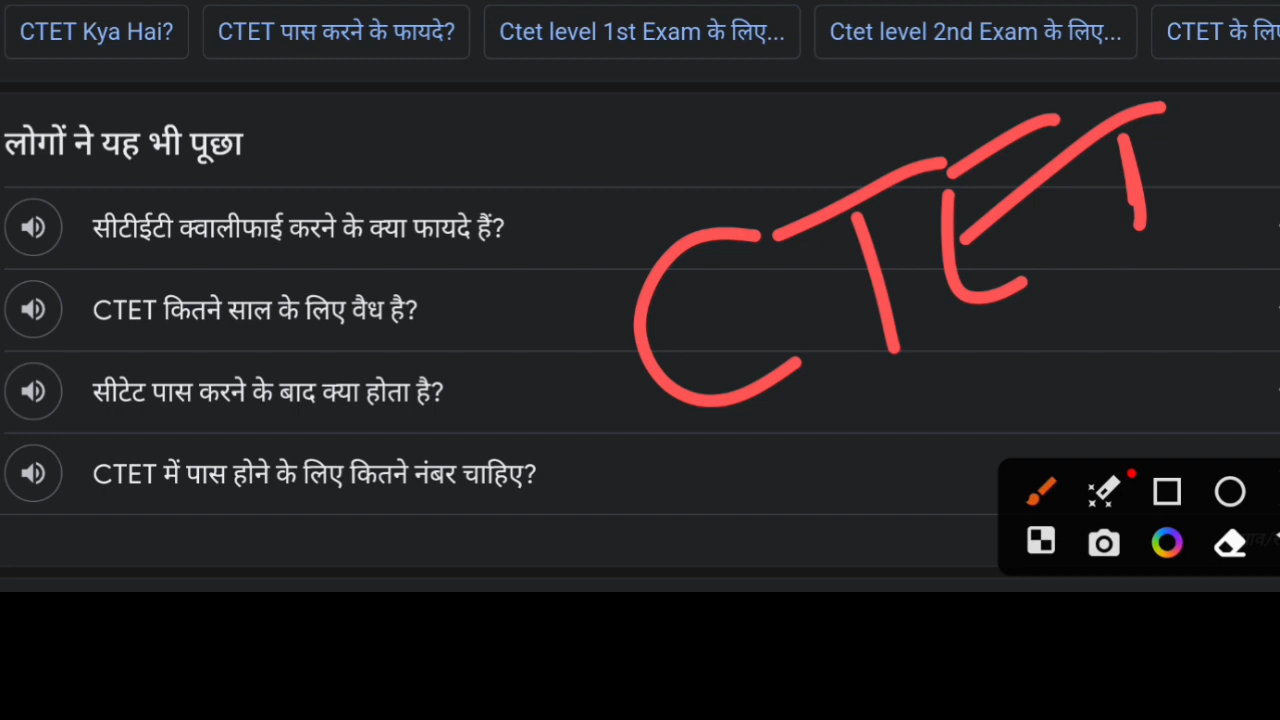 CTET Kya Hai? CTET पास करने के फायदे? Ctet level 1st Exam के लिए... Ctet level 2nd Exam के लिए... CTET के
लोगों ने यह भी पूछा
सीटीईटी क्वालीफाई करने के क्या फायदे हैं?
CTET कितने साल के लिए वैध है?
सीटेट पास करने के बाद क्या होता है?
CTET में पास होने के लिए कितने नंबर चाहिए?
CTET